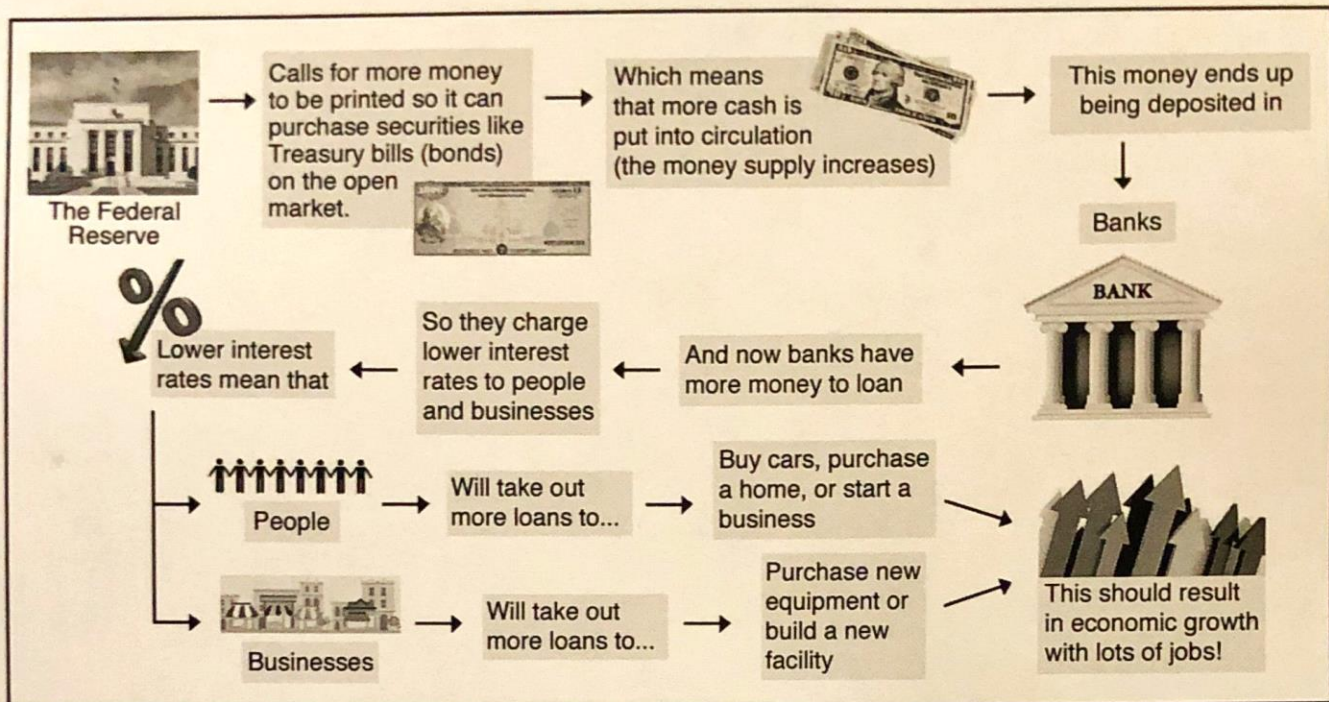 The Federal
Reserve
Calls for more money
to be printed so it can
purchase securities like
Treasury bills (bonds)
on the open
market.
Which means
that more cash is
put into circulation
(the money supply increases)
This money ends up
being deposited in
Banks
BANK
And now banks have
more money to loan
So they charge
lower interest
rates to people
and businesses
%
Lower interest
rates mean that
People
Will take out
more loans to...
Buy cars, purchase
a home, or start a
business
Businesses
Will take out
more loans to...
Purchase new
equipment or
build a new
facility
This should result
in economic growth
with lots of jobs!